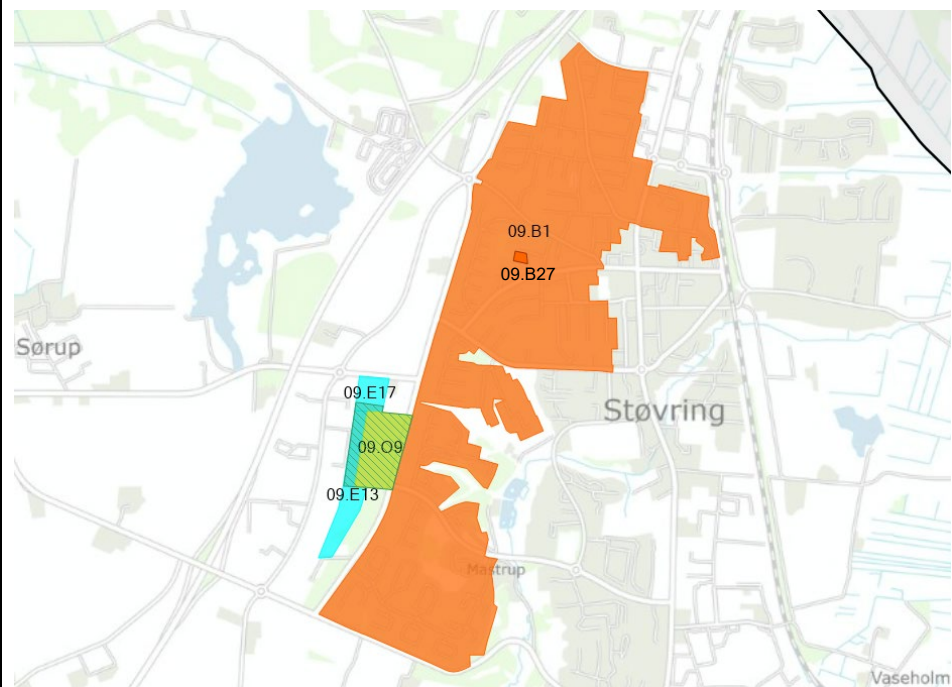 09.B1
09.B27
Sørup
09.E17
Støvring
09.O9
09.E13
Mastrup
Vaseholm